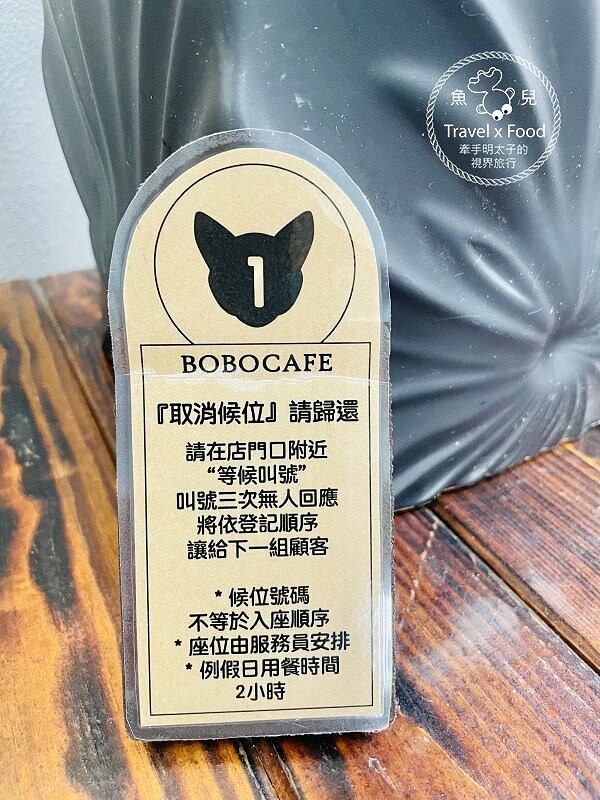 魚兒
Travel x Food
牽手明太子的
視界旅行
1
BOBOCAFE
『取消候位』請歸還
請在店門口附近
“等候叫號”
叫號三次無人回應
將依登記順序
讓給下一組顧客
* 候位號碼
不等於入座順序
* 座位由服務員安排
* 例假日用餐時間
2小時